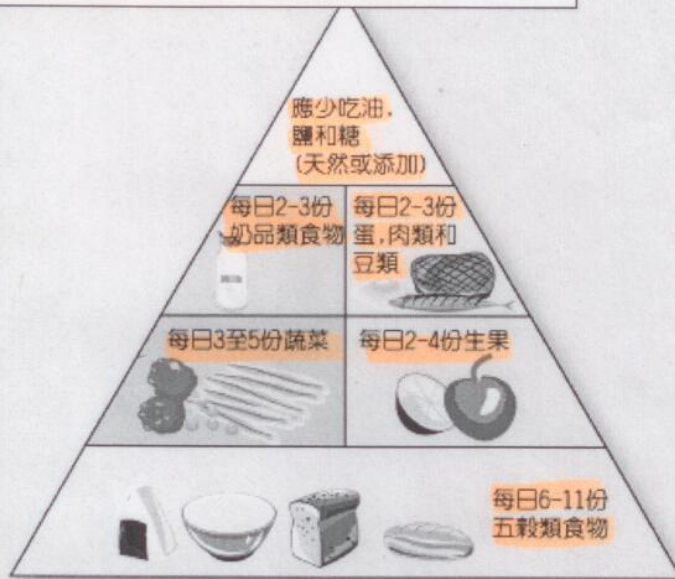 應少吃油,
鹽和糖
(天然或添加)
每日2-3份
奶品類食物
每日2-3份
蛋,肉類和
豆類
每日3至5份蔬菜
每日2-4份生果
每日6-11份
五穀類食物